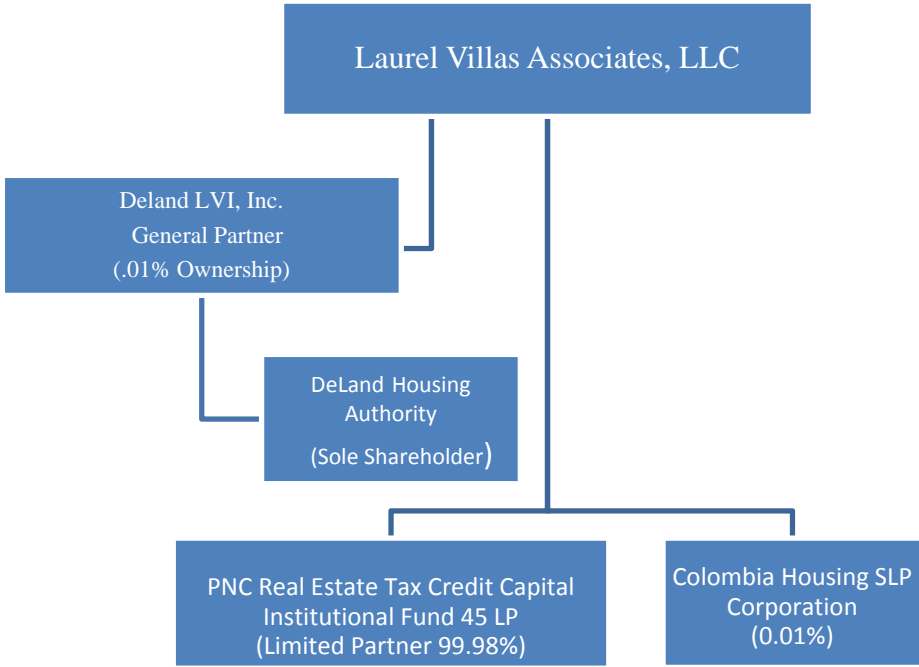 Laurel Villas Associates, LLC
Deland LVI, Inc.
General Partner
(.01% Ownership)
DeLand Housing
Authority
(Sole Shareholder)
PNC Real Estate Tax Credit Capital
Institutional Fund 45 LP
(Limited Partner 99.98%)
Colombia Housing SLP
Corporation
(0.01%)